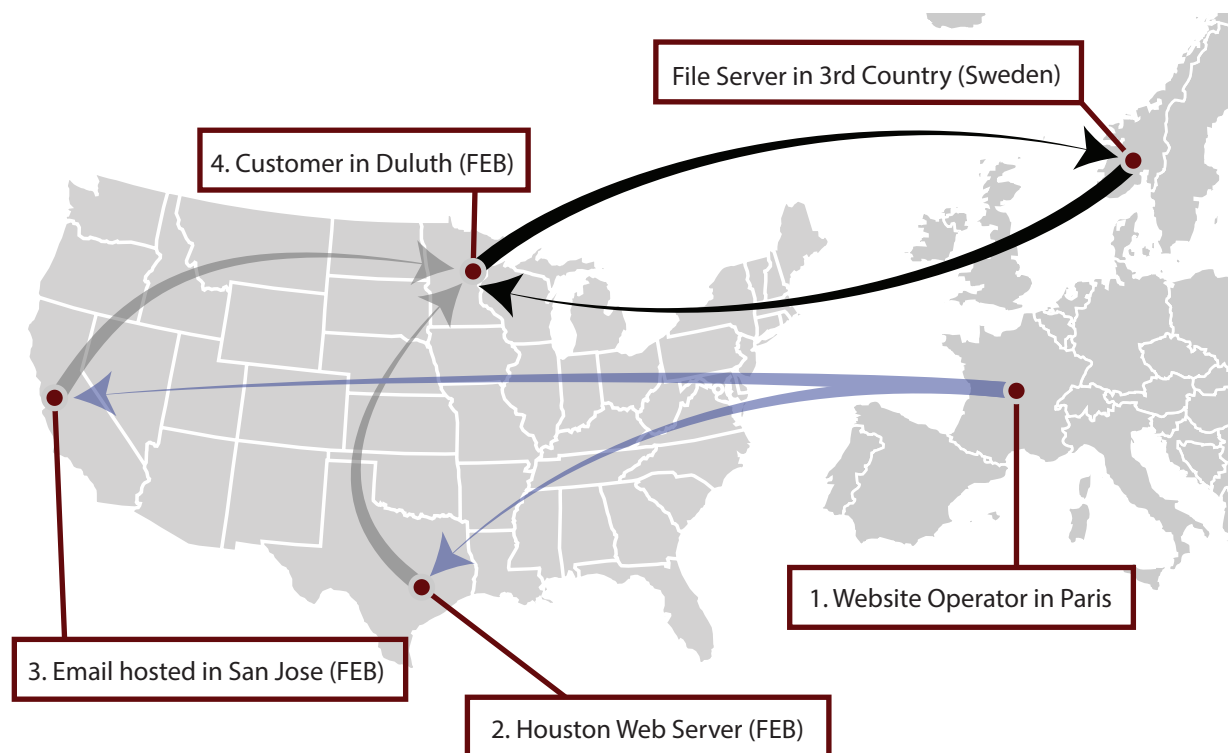 File Server in 3rd Country (Sweden)
4. Customer in Duluth (FEB)
1. Website Operator in Paris
3. Email hosted in San Jose (FEB)
2. Houston Web Server (FEB)